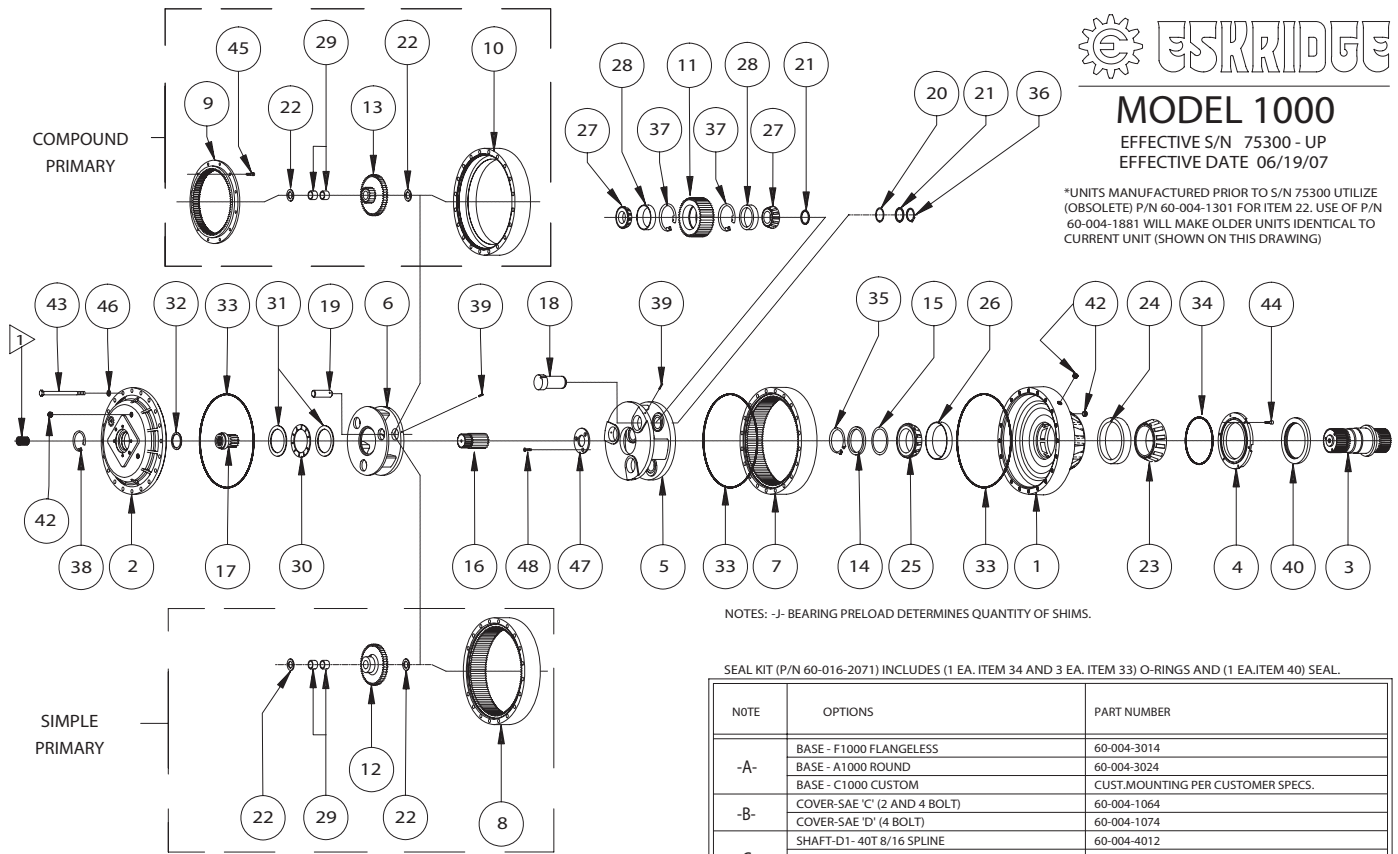 ESKRIDGE
MODEL 1000
EFFECTIVE S/N 75300 - UP
EFFECTIVE DATE 06/19/07
*UNITS MANUFACTURED PRIOR TO S/N 75300 UTILIZE
(OBSOLETE) P/N 60-004-1301 FOR ITEM 22. USE OF P/N
60-004-1881 WILL MAKE OLDER UNITS IDENTICAL TO
CURRENT UNIT (SHOWN ON THIS DRAWING)
COMPOUND
PRIMARY
45 29 22 10
9 22 13
28 11 28 21
27 37 37 27
20 21 36
43 46 32 33 31 19 6 39 18 39 35 15 26 42 24 34 44
1
42
38 2 17 30 16 48 47 5 33 7 14 25 33 1 23 4 40 3
SIMPLE
PRIMARY
12
22 29 22 8
NOTES: -J- BEARING PRELOAD DETERMINES QUANTITY OF SHIMS.
SEAL KIT (P/N 60-016-2071) INCLUDES (1 EA. ITEM 34 AND 3 EA. ITEM 33) O-RINGS AND (1 EA.ITEM 40) SEAL.
N0TE OPTIONS PART NUMBER
-A- BASE - F1000 FLANGELESS 60-004-3014
BASE - A1000 ROUND 60-004-3024
BASE - C1000 CUSTOM CUST.MOUNTING PER CUSTOMER SPECS.
-B- COVER-SAE 'C' (2 AND 4 BOLT) 60-004-1064
COVER-SAE 'D' (4 BOLT) 60-004-1074
SHAFT-D1- 40T 8/16 SPLINE 60-004-4012